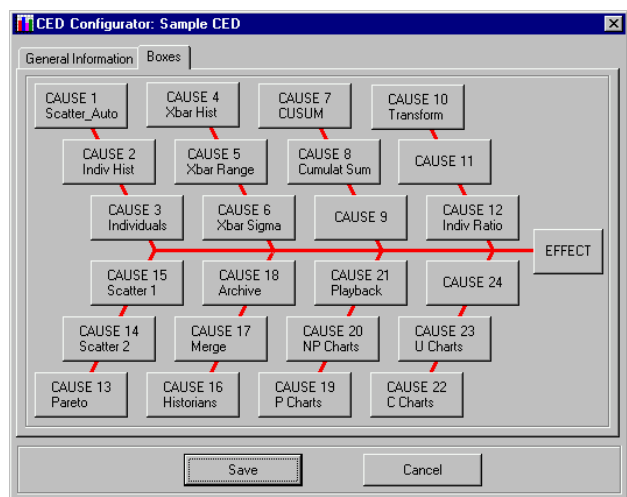 CED Configurator: Sample CED
General Information
Boxes
CAUSE 1
Scatter_Auto
CAUSE 4
Xbar Hist
CAUSE 7
CUSUM
CAUSE 10
Transform
CAUSE 2
Indiv Hist
CAUSE 5
Xbar Range
CAUSE 8
Cumulat Sum
CAUSE 11
CAUSE 3
Individuals
CAUSE 6
Xbar Sigma
CAUSE 9
CAUSE 12
Indiv Ratio
EFFECT
CAUSE 15
Scatter 1
CAUSE 18
Archive
CAUSE 21
Playback
CAUSE 24
CAUSE 14
Scatter 2
CAUSE 17
Merge
CAUSE 20
NP Charts
CAUSE 23
U Charts
CAUSE 13
Pareto
CAUSE 16
Historians
CAUSE 19
P Charts
CAUSE 22
C Charts
Save
Cancel